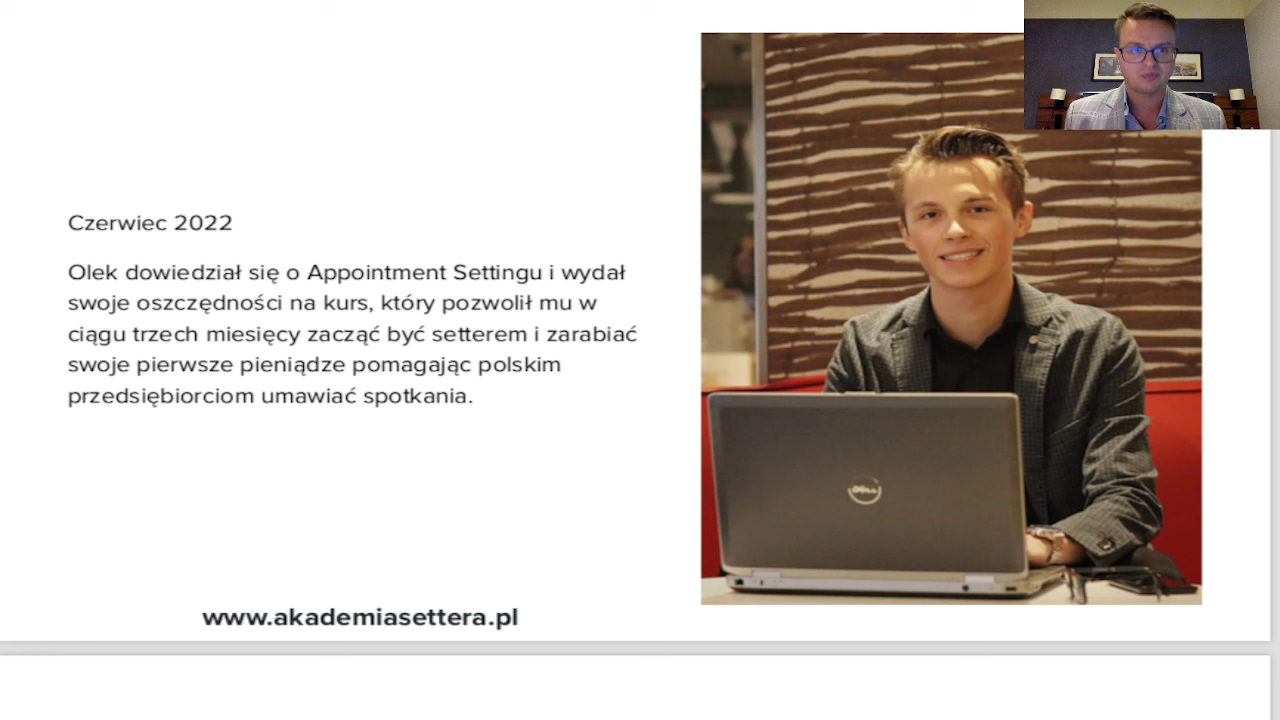 Czerwiec 2022
Olek dowiedział się o Appointment Settingu i wydał
swoje oszczędności na kurs, który pozwolił mu w
ciągu trzech miesięcy zacząć być setterem i zarabiać
swoje pierwsze pieniądze pomagając polskim
przedsiębiorciom umawiać spotkania.
DELL
www.akademiasettera.pl